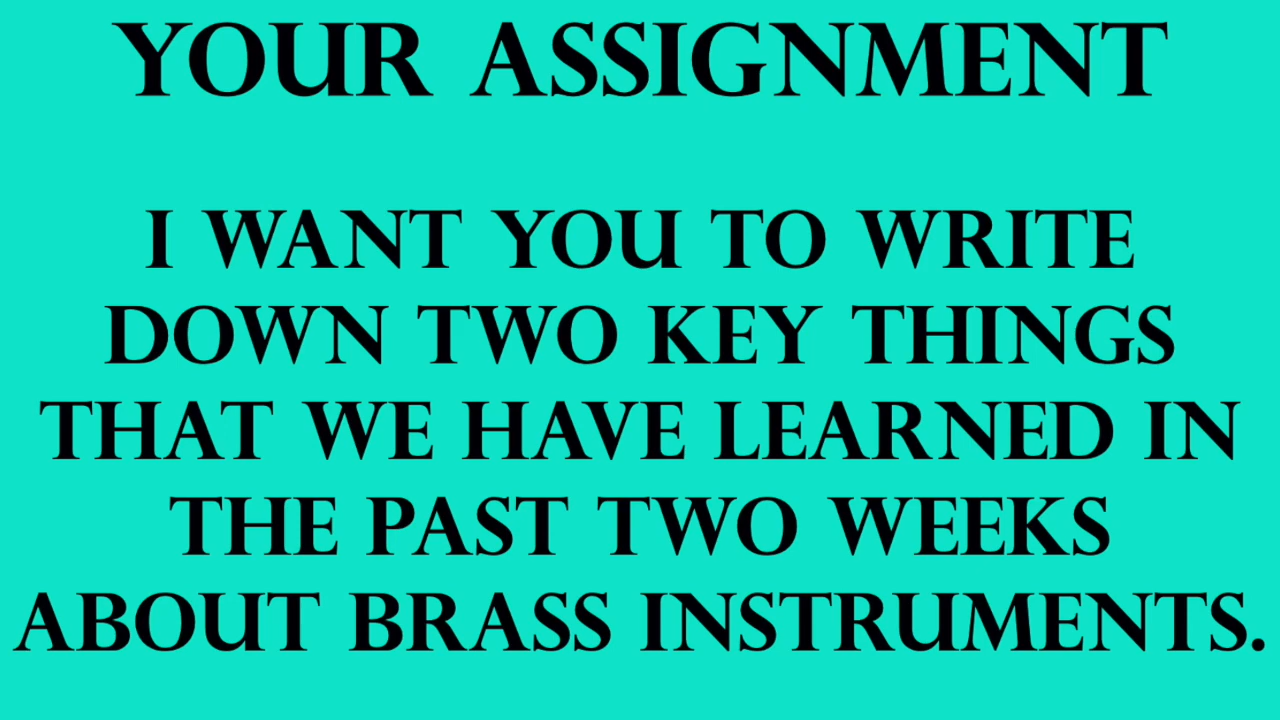 YOUR ASSIGNMENT
I WANT YOU TO WRITE
DOWN TWO KEY THINGS
THAT WE HAVE LEARNED IN
THE PAST TWO WEEKS
ABOUT BRASS INSTRUMENTS.